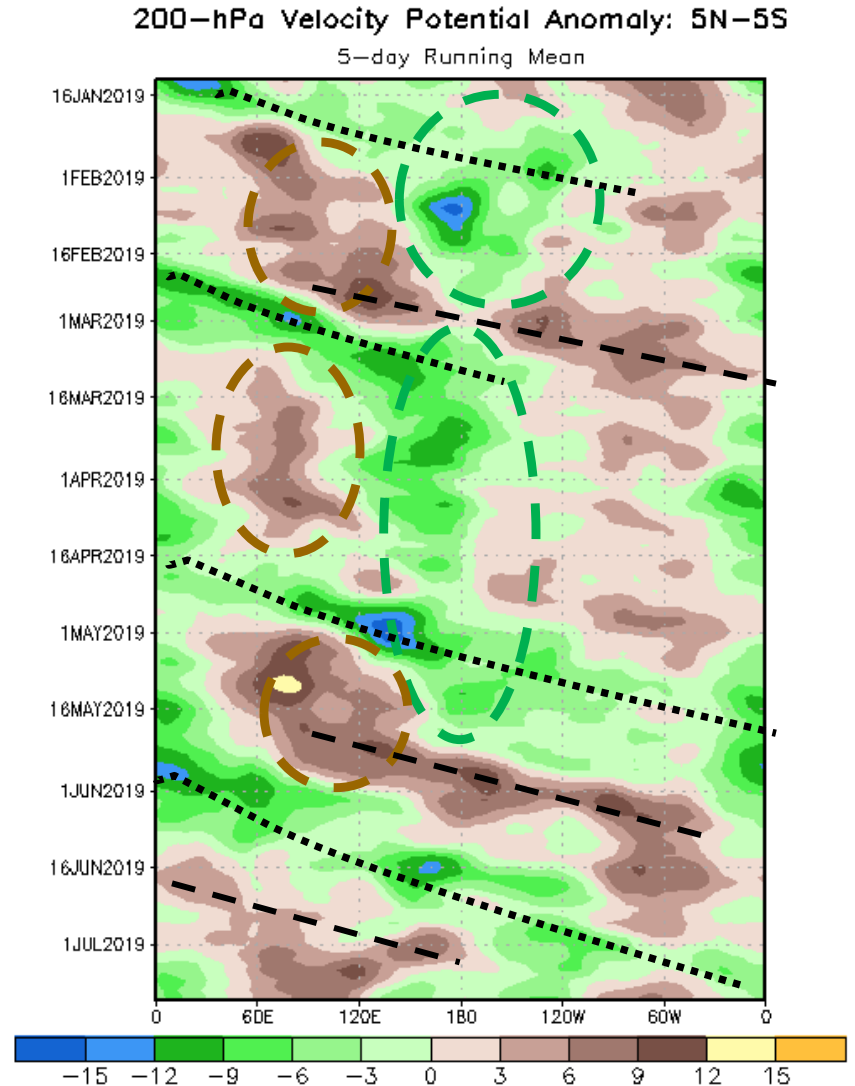 200-hPa Velocity Potential Anomaly: 5N-5S
5-day Running Mean
16JAN2019
1FEB2019
16FEB2019
1MAR2019
16MAR2019
1APR2019
16APR2019
1MAY2019
16MAY2019
1JUN2019
16JUN2019
1JUL2019
0 60E 120E 180 120W 60W 0
-15 -12 -9 -6 -3 0 3 6 9 12 15